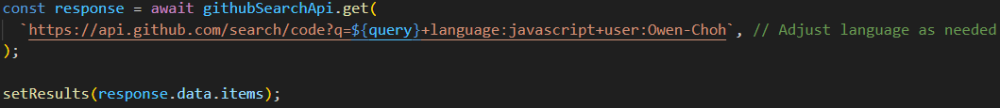 const response = await githubSearchApi.get(
`https://api.github.com/search/code?q=${query}+language:javascript+user:Owen-Choh`, // Adjust language as needed
);
setResults(response.data.items);